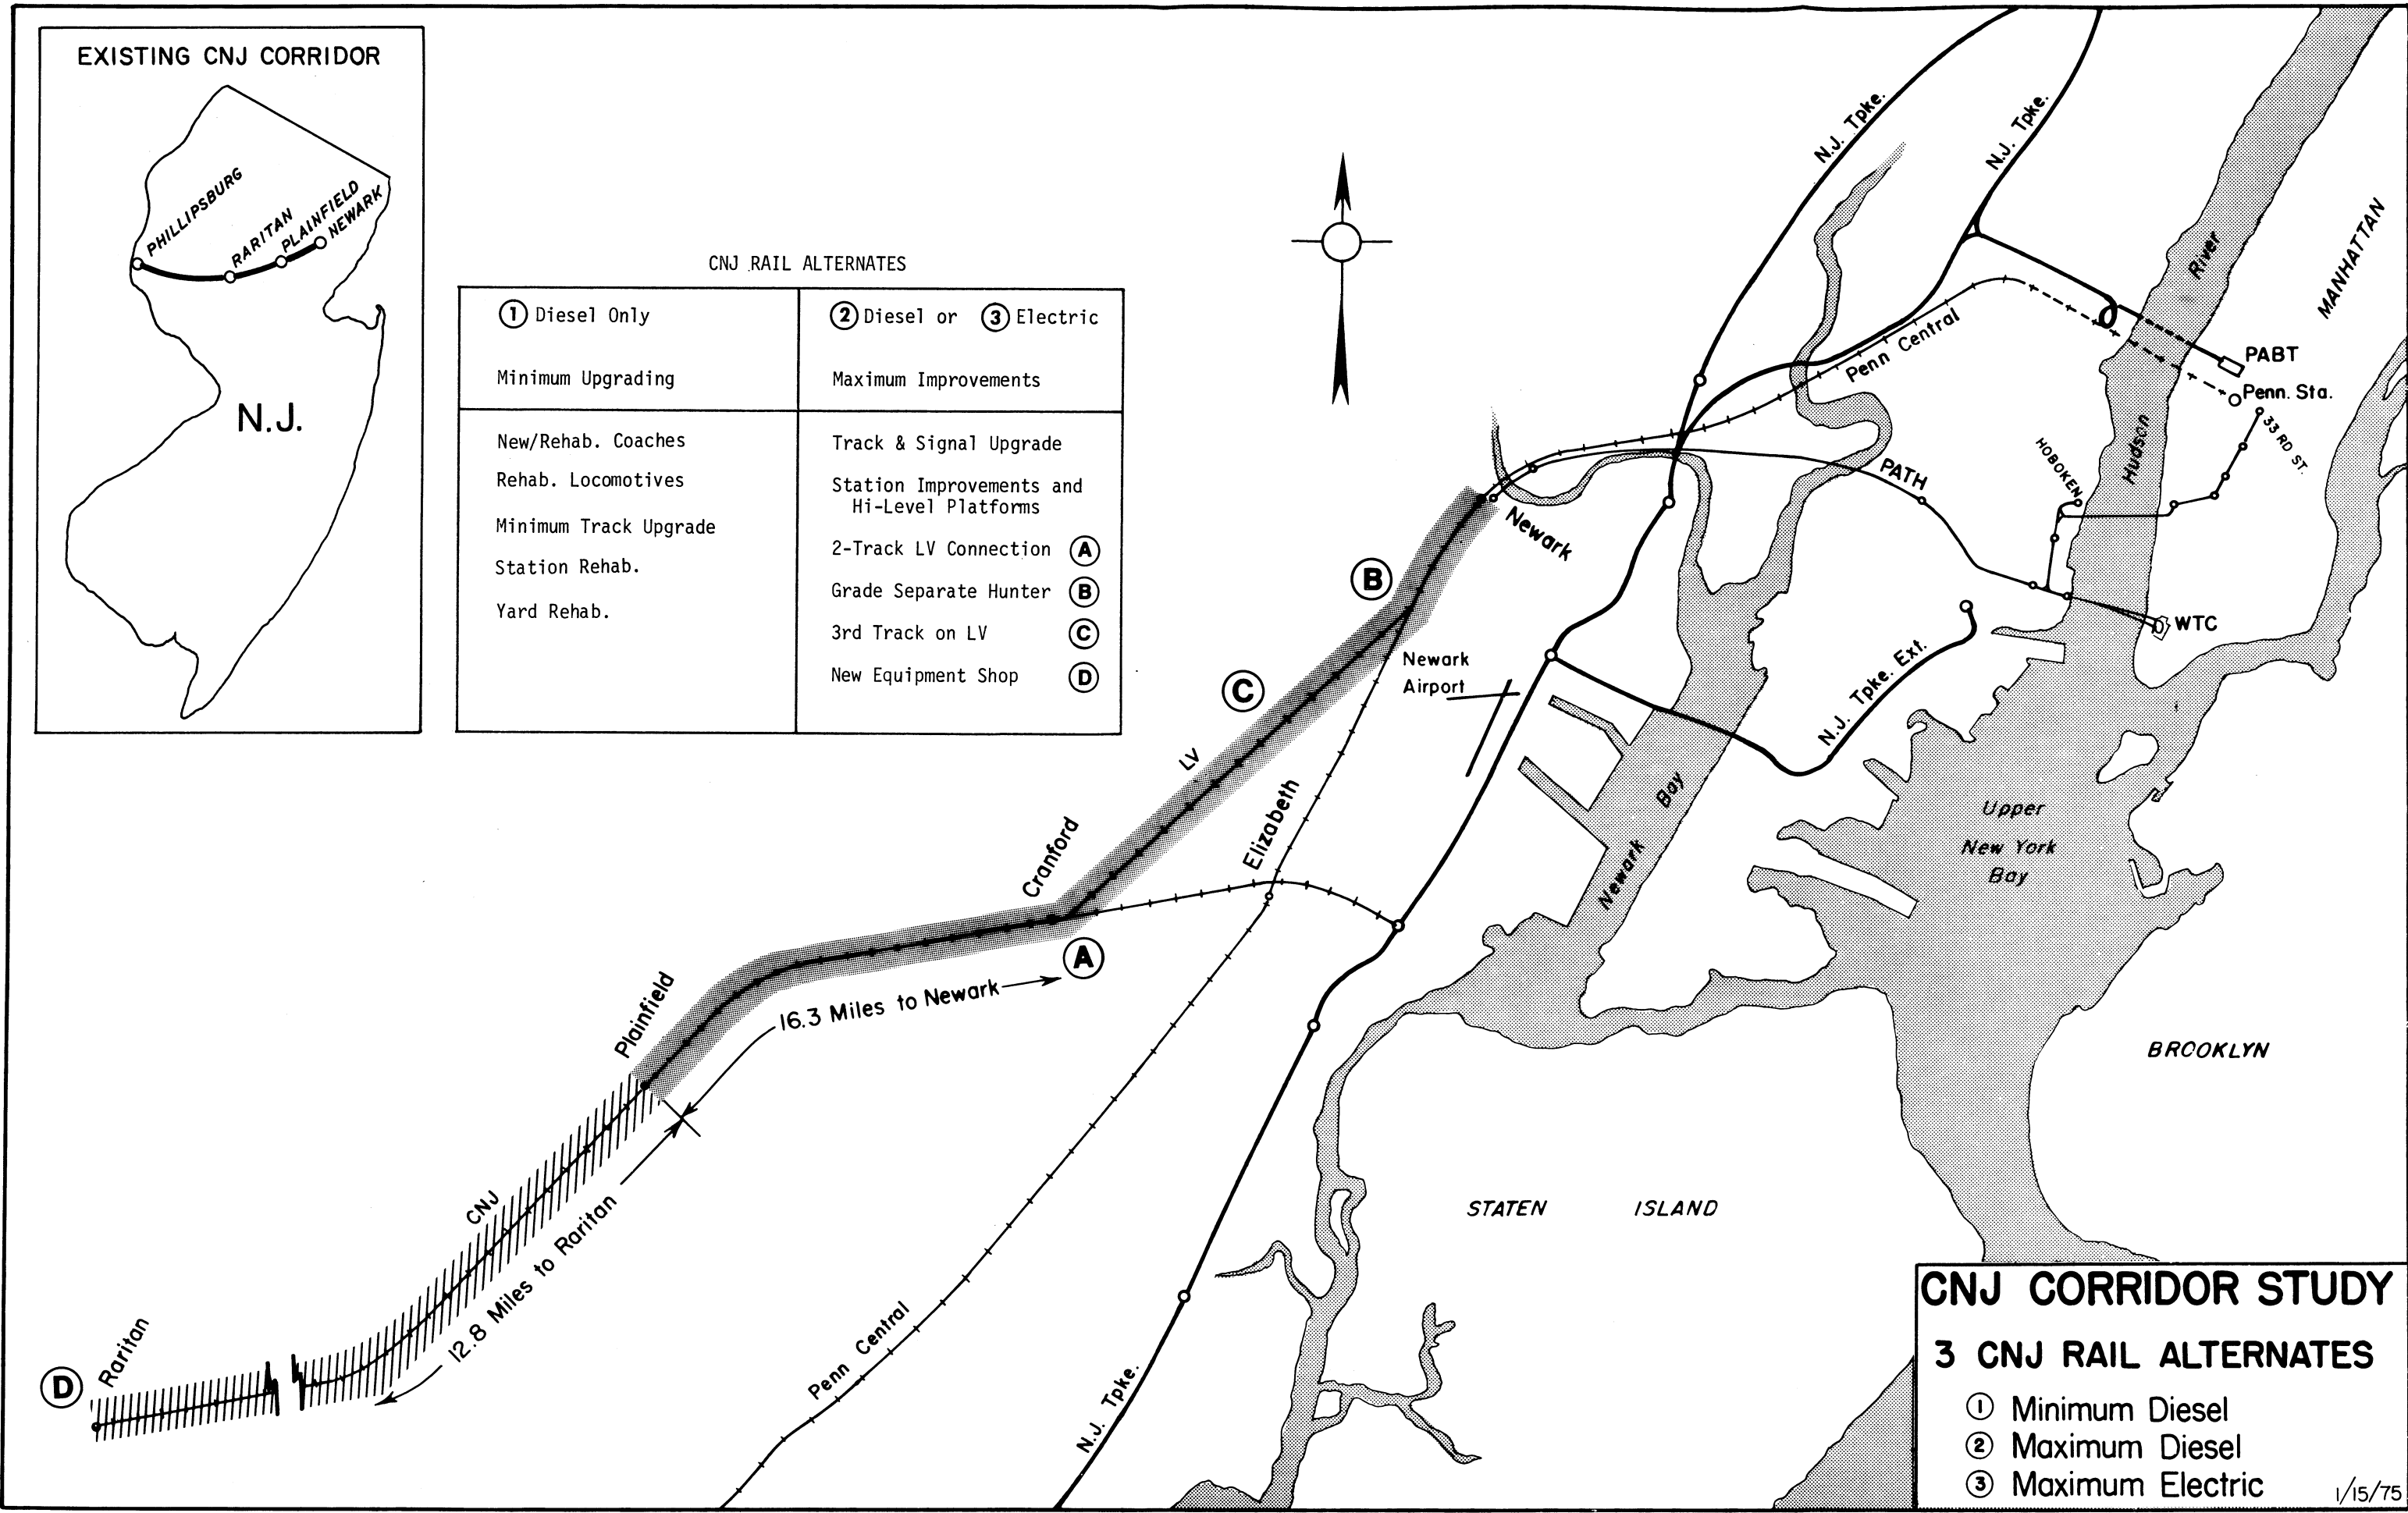 EXISTING CNJ CORRIDOR
PHILLIPSBURG
RARITAN
PLAINFIELD
NEWARK
N.J.
CNJ RAIL ALTERNATES
① Diesel Only
Minimum Upgrading
② Diesel or ③ Electric
Maximum Improvements
New/Rehab. Coaches
Rehab. Locomotives
Minimum Track Upgrade
Station Rehab.
Yard Rehab.
Track & Signal Upgrade
Station Improvements and
Hi-Level Platforms
2-Track LV Connection Ⓐ
Grade Separate Hunter Ⓑ
3rd Track on LV Ⓒ
New Equipment Shop Ⓓ
N.J. Tpke.
N.J. Tpke.
River
Hudson
MANHATTAN
Penn Central
PABT
Penn. Sta.
33 RD ST.
HOBOKEN
PATH
WTC
Newark
Ⓑ
Newark
Airport
Ⓒ
LV
N.J. Tpke. Ext.
Newark Bay
Upper
New York
Bay
Elizabeth
Cranford
Ⓐ
16.3 Miles to Newark
Plainfield
CNJ
12.8 Miles to Raritan
Raritan
Ⓓ
Penn Central
N.J. Tpke.
STATEN ISLAND
BROOKLYN
CNJ CORRIDOR STUDY
3 CNJ RAIL ALTERNATES
① Minimum Diesel
② Maximum Diesel
③ Maximum Electric
1/15/75